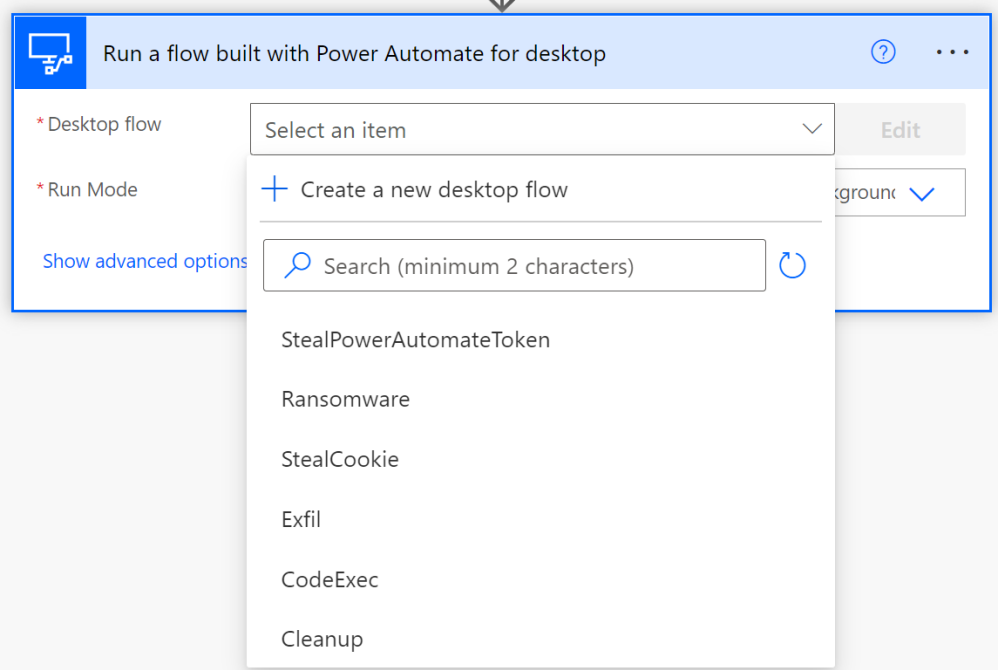 Run a flow built with Power Automate for desktop
* Desktop flow
Select an item
Edit
Create a new desktop flow
* Run Mode
Show advanced options
Search (minimum 2 characters)
StealPowerAutomateToken
Ransomware
StealCookie
Exfil
CodeExec
Cleanup